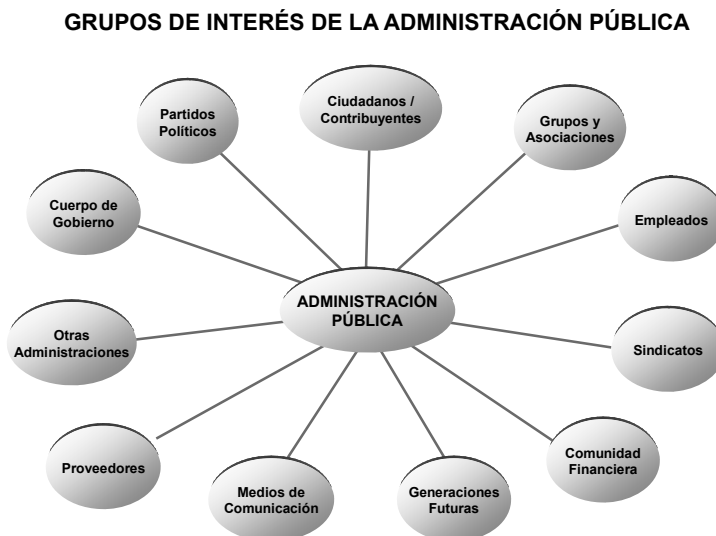 GRUPOS DE INTERÉS DE LA ADMINISTRACIÓN PÚBLICA
Ciudadanos /
Contribuyentes
Partidos
Políticos
Grupos y
Asociaciones
Cuerpo de
Gobierno
Empleados
ADMINISTRACIÓN
PÚBLICA
Otras
Administraciones
Sindicatos
Proveedores
Comunidad
Financiera
Medios de
Comunicación
Generaciones
Futuras